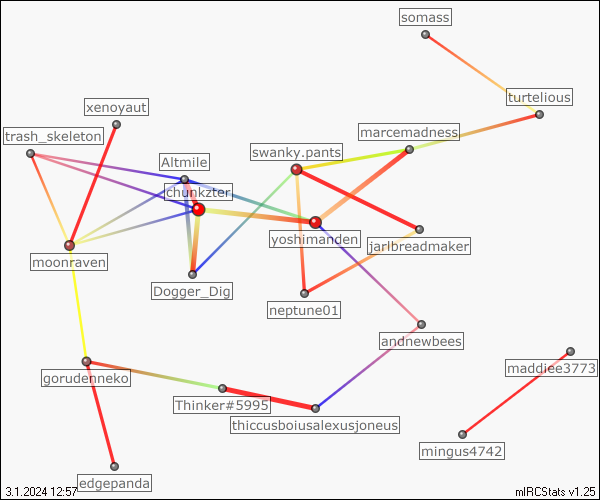 somass
turtelious
xenoyaut
trash_skeleton
marcemadness
swanky.pants
Altmile
chunkzter
yoshimanden
jarlbreadmaker
moonraven
Dogger_Dig
neptune01
andnewbees
maddiee3773
gorudenneko
Thinker#5995
thiccusboiusalexusjoneus
mingus4742
edgepanda
3.1.2024 12:57
mIRCStats v1.25